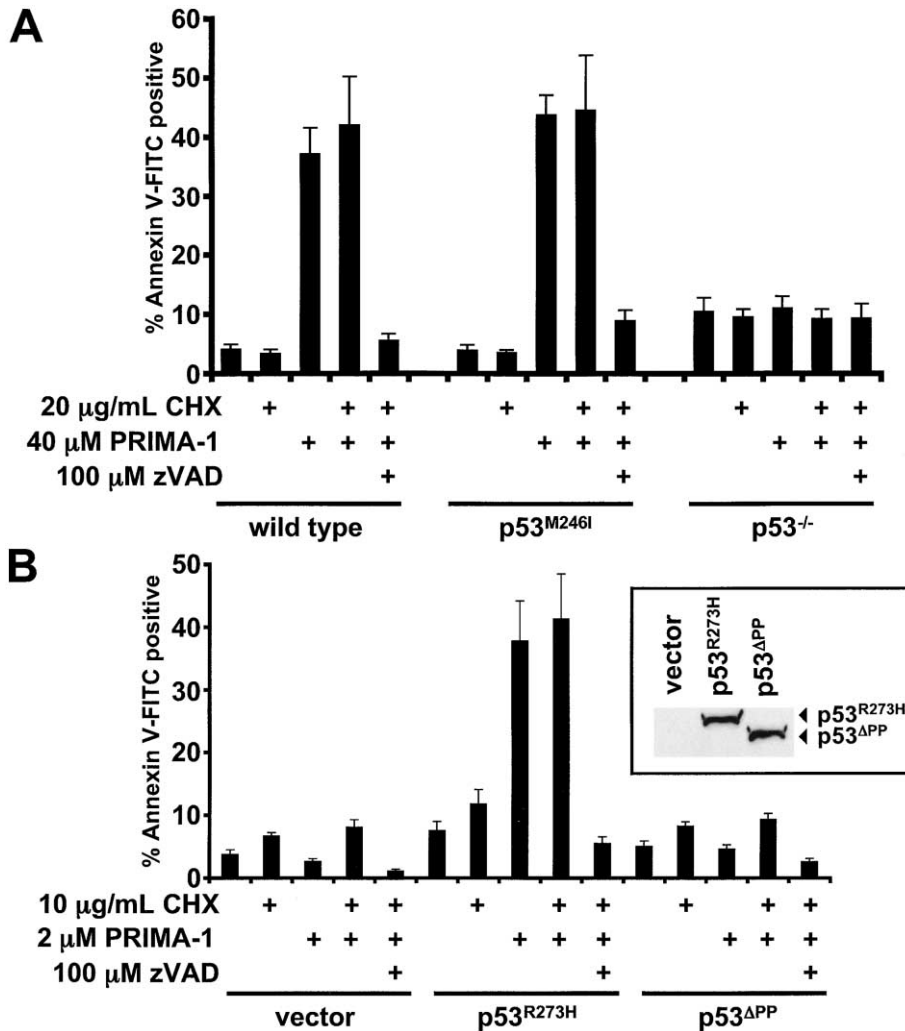 A
% Annexin V-FITC positive
60
50
40
30
20
10
0
20 μg/mL CHX + + + + + + + + +
40 μM PRIMA-1 + + + + + + + + +
100 μM zVAD + + +
wild type p53M246I p53-/-
B
% Annexin V-FITC positive
50
40
30
20
10
0
vector
p53R273H
p53ΔPP
p53R273H
p53ΔPP
10 μg/mL CHX + + + + + + + + +
2 μM PRIMA-1 + + + + + + + + +
100 μM zVAD + + +
vector p53R273H p53ΔPP